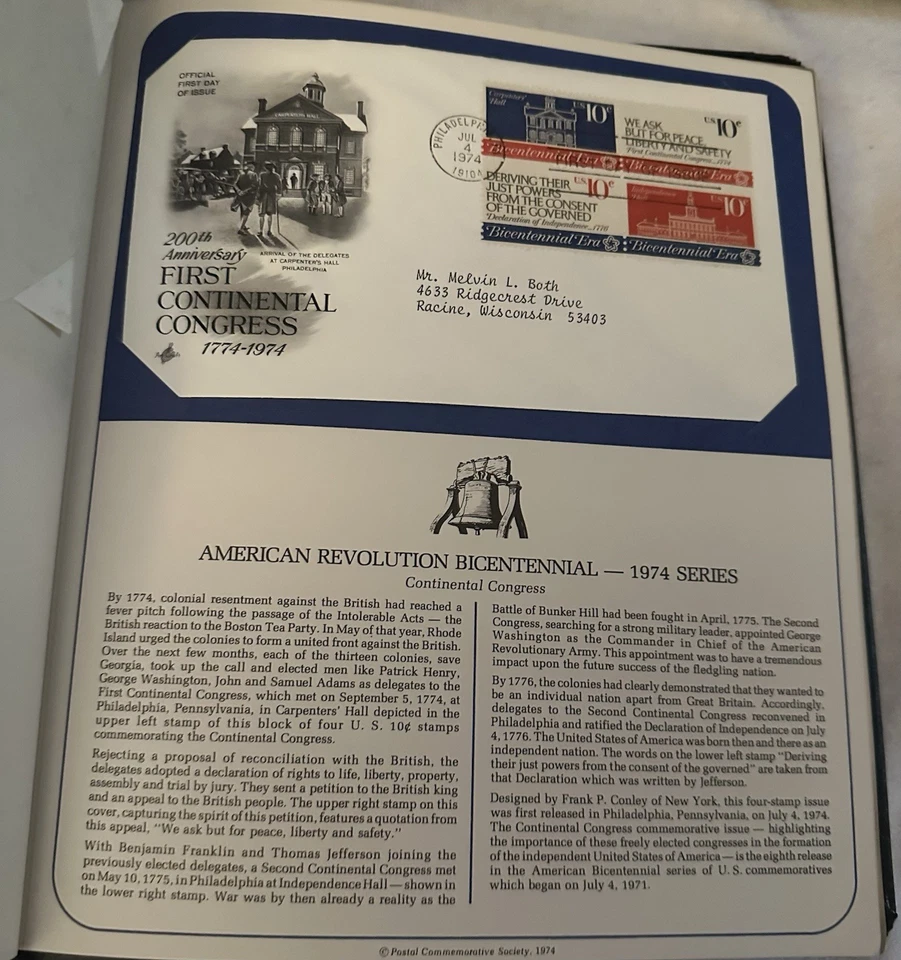 OFFICIAL
FIRST DAY
OF ISSUE
CARPENTERS HALL
200th
Anniversary
ARRIVAL OF THE DELEGATES
AT CARPENTER'S HALL
PHILADELPHIA
FIRST
CONTINENTAL
CONGRESS
1774-1974
PHILADELPHIA
JUL
4
1974
19104
Carpenters'
Hall
US 10c
WE ASK
BUT FOR PEACE,
LIBERTY AND SAFETY
First Continental Congress, 1774
US 10c
Bicentennial Era
Bicentennial Era
DERIVING THEIR
JUST POWERS
FROM THE CONSENT
OF THE GOVERNED
Declaration of Independence, 1776
US 10c
Independence
Hall
US 10c
Bicentennial Era
Bicentennial Era
Mr. Melvin L. Both
4633 Ridgecrest Drive
Racine, Wisconsin 53403
AMERICAN REVOLUTION BICENTENNIAL — 1974 SERIES
Continental Congress
By 1774, colonial resentment against the British had reached a
fever pitch following the passage of the Intolerable Acts — the
British reaction to the Boston Tea Party. In May of that year, Rhode
Island urged the colonies to form a united front against the British.
Over the next few months, each of the thirteen colonies, save
Georgia, took up the call and elected men like Patrick Henry,
George Washington, John and Samuel Adams as delegates to the
First Continental Congress, which met on September 5, 1774, at
Philadelphia, Pennsylvania, in Carpenters' Hall depicted in the
upper left stamp of this block of four U. S. 10¢ stamps
commemorating the Continental Congress.
Rejecting a proposal of reconciliation with the British, the
delegates adopted a declaration of rights to life, liberty, property,
assembly and trial by jury. They sent a petition to the British king
and an appeal to the British people. The upper right stamp on this
cover, capturing the spirit of this petition, features a quotation from
this appeal, "We ask but for peace, liberty and safety."
With Benjamin Franklin and Thomas Jefferson joining the
previously elected delegates, a Second Continental Congress met
on May 10, 1775, in Philadelphia at Independence Hall — shown in
the lower right stamp. War was by then already a reality as the
Battle of Bunker Hill had been fought in April, 1775. The Second
Congress, searching for a strong military leader, appointed George
Washington as the Commander in Chief of the American
Revolutionary Army. This appointment was to have a tremendous
impact upon the future success of the fledgling nation.
By 1776, the colonies had clearly demonstrated that they wanted to
be an individual nation apart from Great Britain. Accordingly,
delegates to the Second Continental Congress reconvened in
Philadelphia and ratified the Declaration of Independence on July
4, 1776. The United States of America was born then and there as an
independent nation. The words on the lower left stamp "Deriving
their just powers from the consent of the governed" are taken from
that Declaration which was written by Jefferson.
Designed by Frank P. Conley of New York, this four-stamp issue
was first released in Philadelphia, Pennsylvania, on July 4, 1974.
The Continental Congress commemorative issue — highlighting
the importance of these freely elected congresses in the formation
of the independent United States of America — is the eighth release
in the American Bicentennial series of U. S. commemoratives
which began on July 4, 1971.
© Postal Commemorative Society, 1974